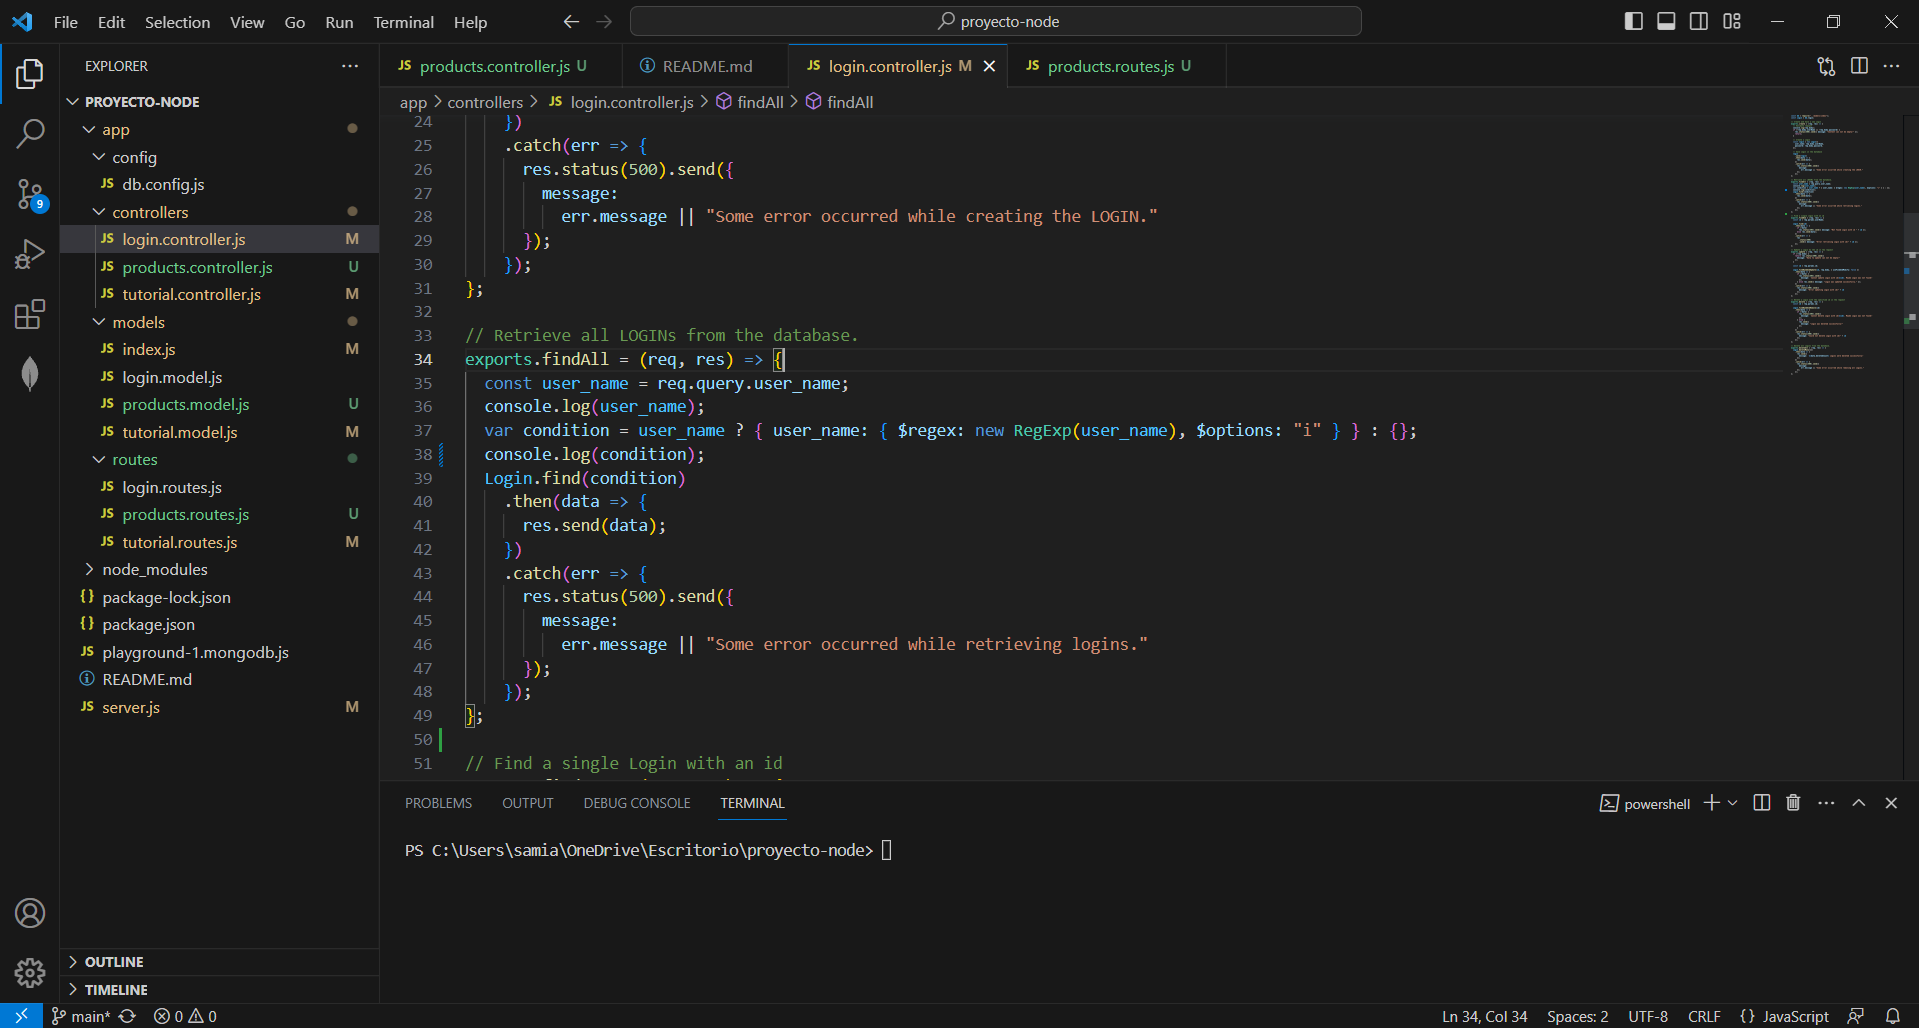 File Edit Selection View Go Run Terminal Help
proyecto-node
EXPLORER
PROYECTO-NODE
app
config
JS db.config.js
controllers
JS login.controller.js M
JS products.controller.js U
JS tutorial.controller.js M
models
JS index.js M
JS login.model.js
JS products.model.js U
JS tutorial.model.js M
routes
JS login.routes.js
JS products.routes.js U
JS tutorial.routes.js M
node_modules
{} package-lock.json
{} package.json
JS playground-1.mongodb.js
README.md
JS server.js M
OUTLINE
TIMELINE
9
JS products.controller.js U
README.md
JS login.controller.js M
JS products.routes.js U
app > controllers > JS login.controller.js > findAll > findAll
24 })
25 .catch(err => {
26 res.status(500).send({
27 message:
28 err.message || "Some error occurred while creating the LOGIN."
29 });
30 });
31 };
32
33 // Retrieve all LOGINs from the database.
34 exports.findAll = (req, res) => {
35 const user_name = req.query.user_name;
36 console.log(user_name);
37 var condition = user_name ? { user_name: { $regex: new RegExp(user_name), $options: "i" } } : {};
38 console.log(condition);
39 Login.find(condition)
40 .then(data => {
41 res.send(data);
42 })
43 .catch(err => {
44 res.status(500).send({
45 message:
46 err.message || "Some error occurred while retrieving logins."
47 });
48 });
49 };
50
51 // Find a single Login with an id
PROBLEMS OUTPUT DEBUG CONSOLE TERMINAL
powershell
PS C:\Users\samia\OneDrive\Escritorio\proyecto-node>
main* 0 0
Ln 34, Col 34 Spaces: 2 UTF-8 CRLF {} JavaScript